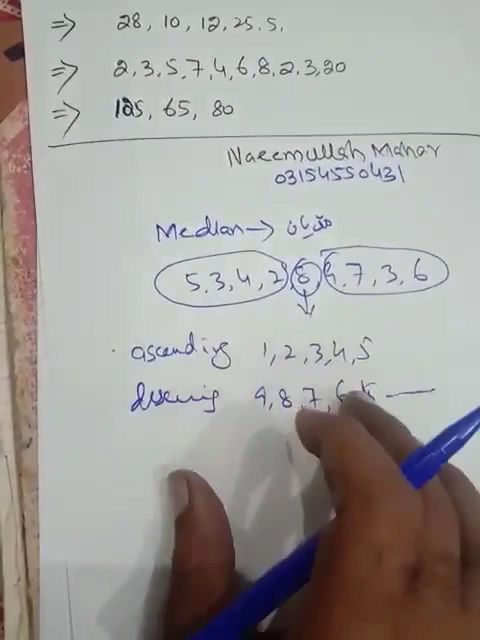 ⇒ 28, 10, 12, 25, 5,
⇒ 2, 3, 5, 7, 4, 6, 8, 2, 3, 20
⇒ 125, 65, 80
Naeemullah Mahar
03154550431
Median →
5, 3, 4, 2, 8, 9, 7, 3, 6
ascending 1, 2, 3, 4, 5
9, 8, 7, 6, 5 —